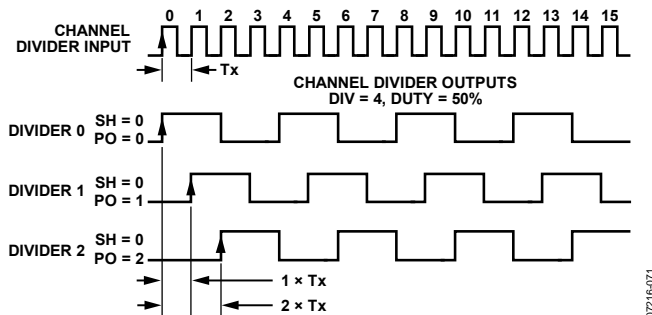 0 1 2 3 4 5 6 7 8 9 10 11 12 13 14 15
CHANNEL
DIVIDER INPUT
Tx
CHANNEL DIVIDER OUTPUTS
DIV = 4, DUTY = 50%
DIVIDER 0 SH = 0
PO = 0
DIVIDER 1 SH = 0
PO = 1
DIVIDER 2 SH = 0
PO = 2
1 × Tx
2 × Tx
07216-071